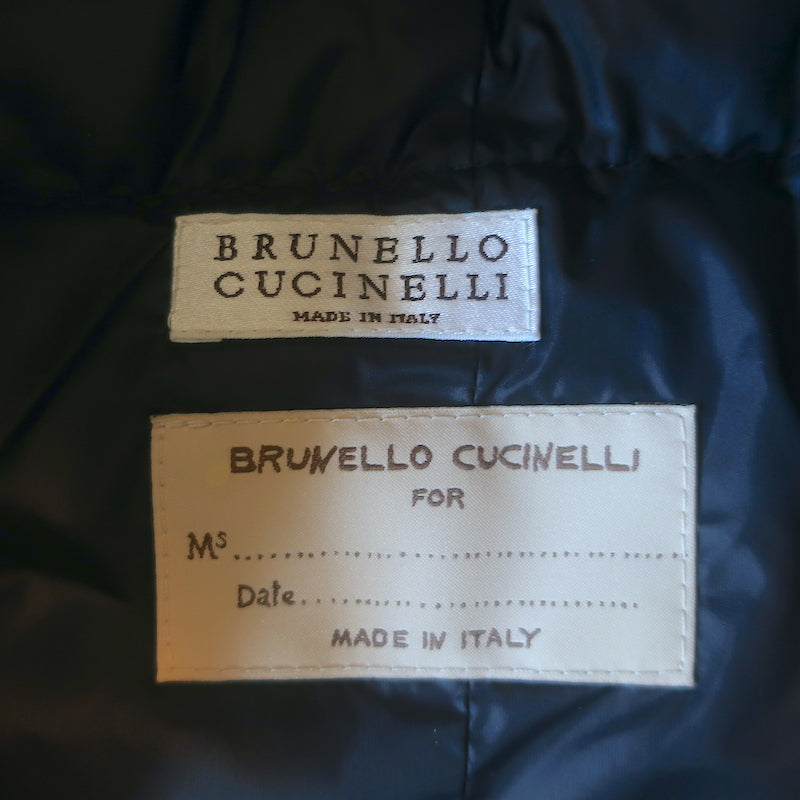 BRUNELLO
CUCINELLI
MADE IN ITALY
BRUNELLO CUCINELLI
FOR
Ms.......................................................
Date..........................................
MADE IN ITALY